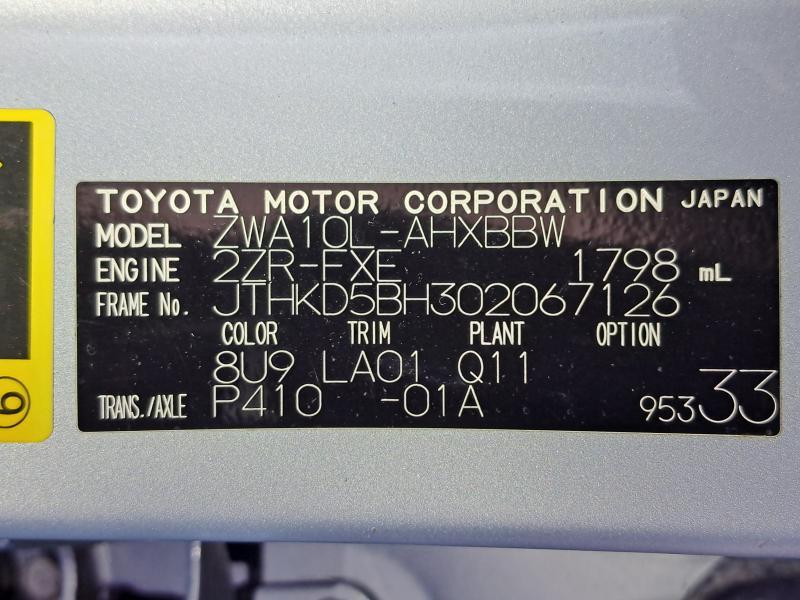 TOYOTA MOTOR CORPORATION JAPAN
MODEL ZWA10L-AHXBBW
ENGINE 2ZR-FXE 1798 mL
FRAME No. JTHKD5BH302067126
COLOR TRIM PLANT OPTION
8U9 LA01 Q11
TRANS./AXLE P410 -01A 95333
6